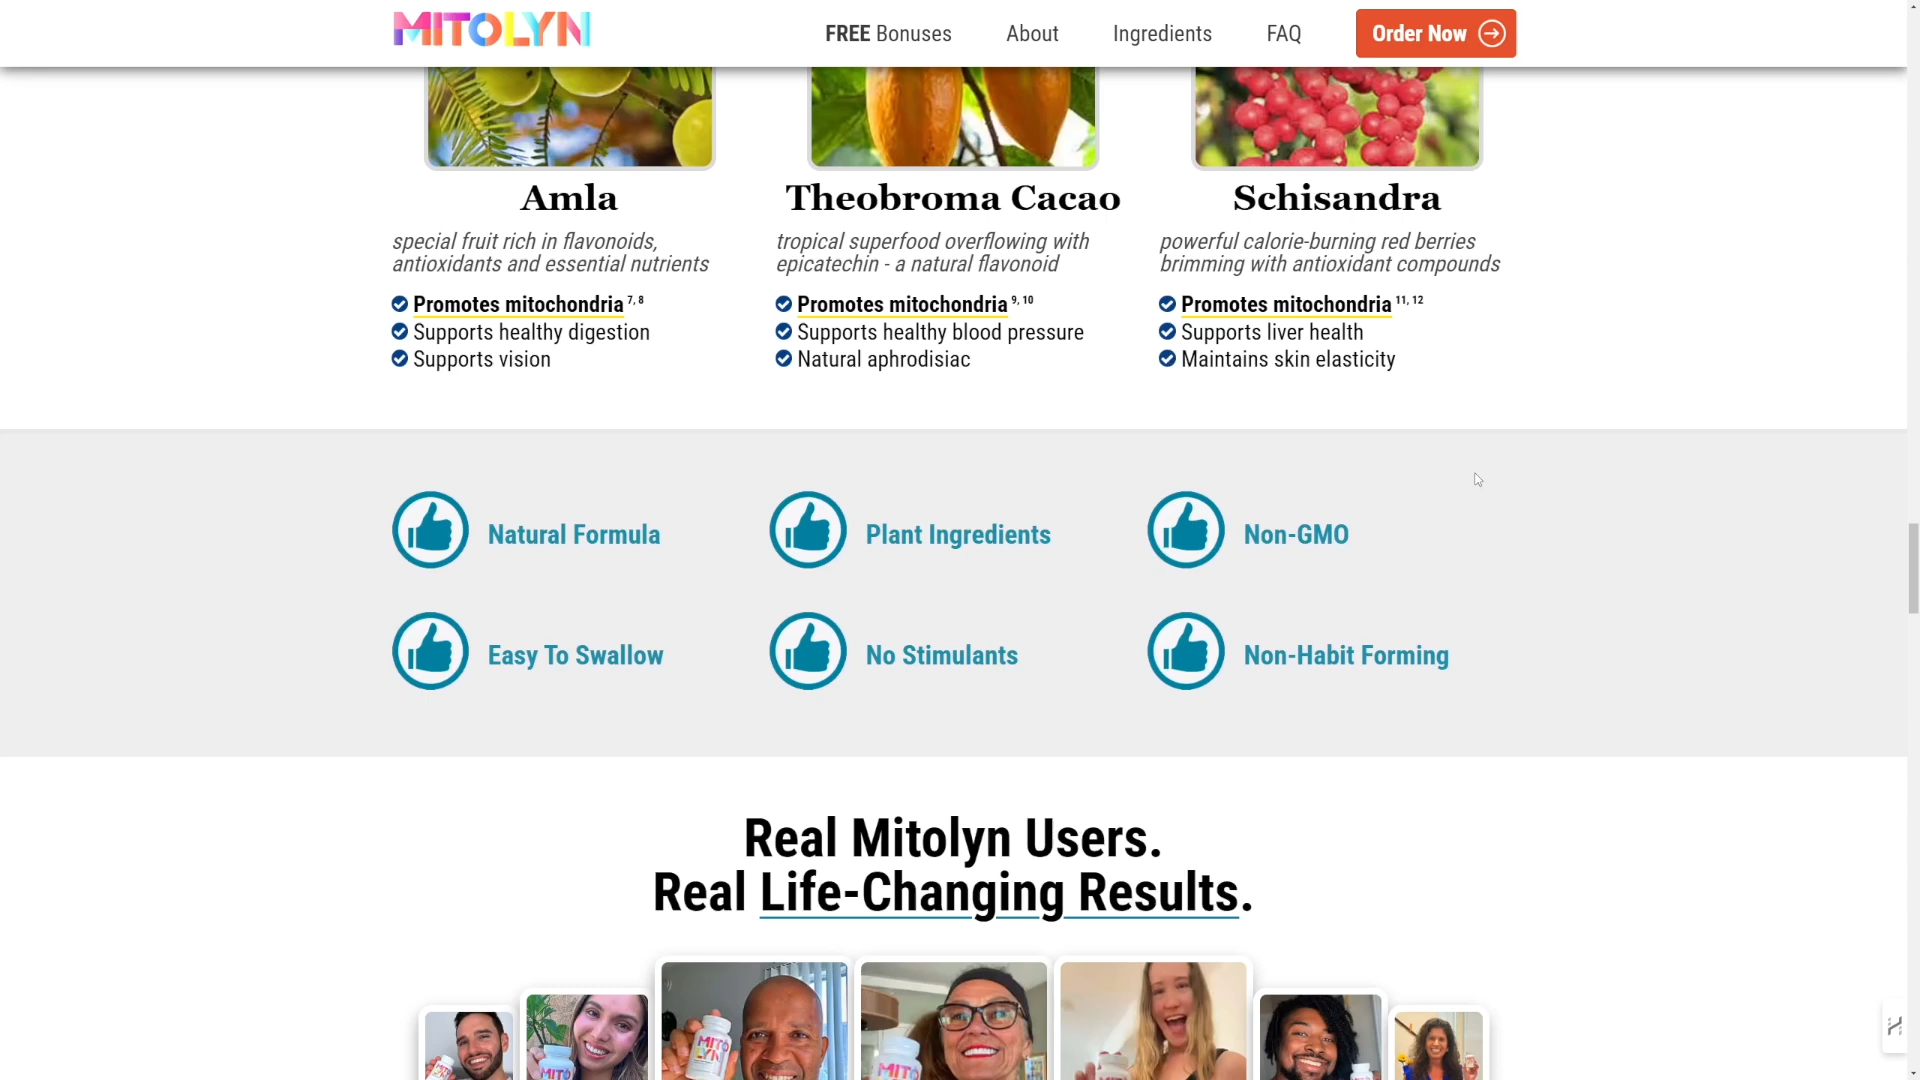 MITOLYN
FREE Bonuses
About
Ingredients
FAQ
Order Now
Amla
special fruit rich in flavonoids,
antioxidants and essential nutrients
Promotes mitochondria 7, 8
Supports healthy digestion
Supports vision
Theobroma Cacao
tropical superfood overflowing with
epicatechin - a natural flavonoid
Promotes mitochondria 9, 10
Supports healthy blood pressure
Natural aphrodisiac
Schisandra
powerful calorie-burning red berries
brimming with antioxidant compounds
Promotes mitochondria 11, 12
Supports liver health
Maintains skin elasticity
Natural Formula
Plant Ingredients
Non-GMO
Easy To Swallow
No Stimulants
Non-Habit Forming
Real Mitolyn Users.
Real Life-Changing Results.
MITO
MITO
LYN
MITO